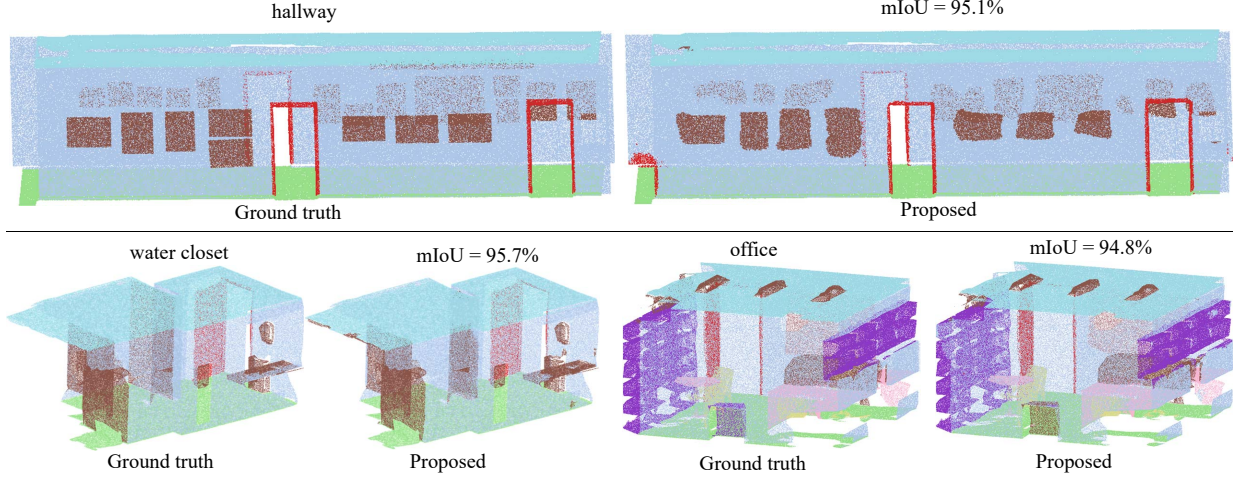 hallway
mIoU = 95.1%
Ground truth
Proposed
water closet
mIoU = 95.7%
office
mIoU = 94.8%
Ground truth
Proposed
Ground truth
Proposed